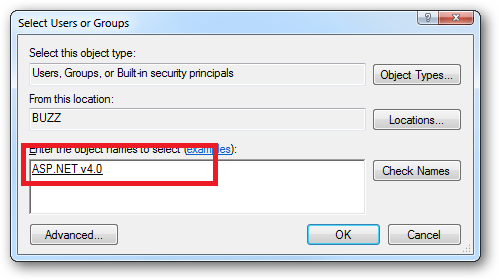 Select Users or Groups
Select this object type:
Users, Groups, or Built-in security principals
Object Types...
From this location:
BUZZ
Locations...
Enter the object names to select (examples):
ASP.NET v4.0
Check Names
Advanced...
OK
Cancel